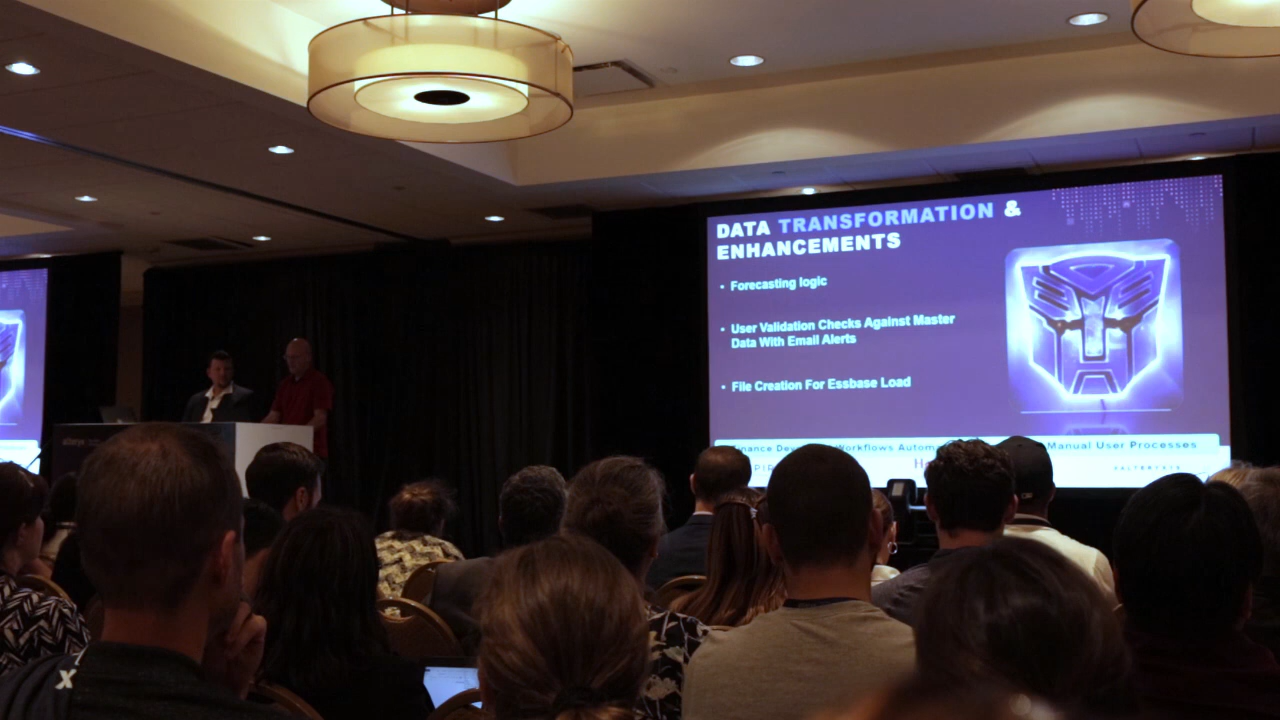 DATA TRANSFORMATION &
ENHANCEMENTS
• Forecasting logic
• User Validation Checks Against Master
Data With Email Alerts
• File Creation For Essbase Load
Workflows Manual User Processes